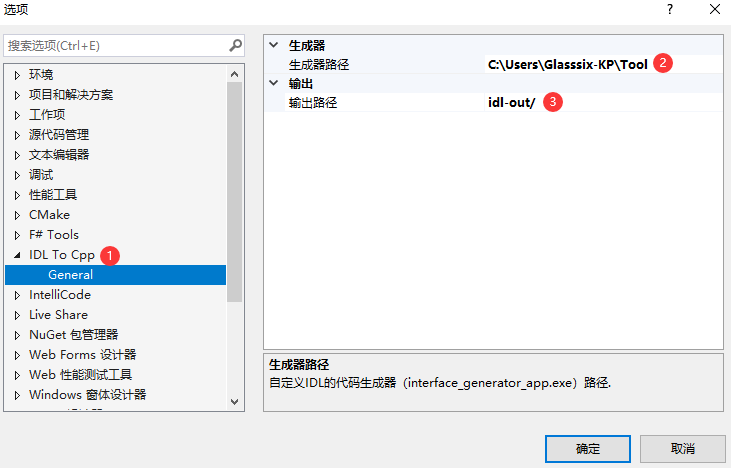 选项
? ×
搜索选项(Ctrl+E)
环境
项目和解决方案
工作项
源代码管理
文本编辑器
调试
性能工具
CMake
F# Tools
IDL To Cpp 1
General
IntelliCode
Live Share
NuGet 包管理器
Web Forms 设计器
Web 性能测试工具
Windows 窗体设计器
生成器
生成器路径 C:\Users\Glasssix-KP\Tool 2
输出
输出路径 idl-out/ 3
生成器路径
自定义IDL的代码生成器（interface_generator_app.exe）路径.
确定 取消